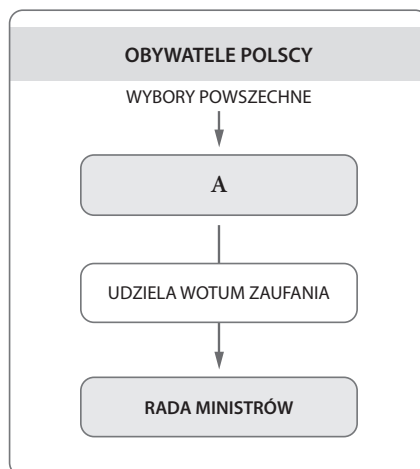 OBYWATELE POLSCY
WYBORY POWSZECHNE
A
UDZIELA WOTUM ZAUFANIA
RADA MINISTRÓW